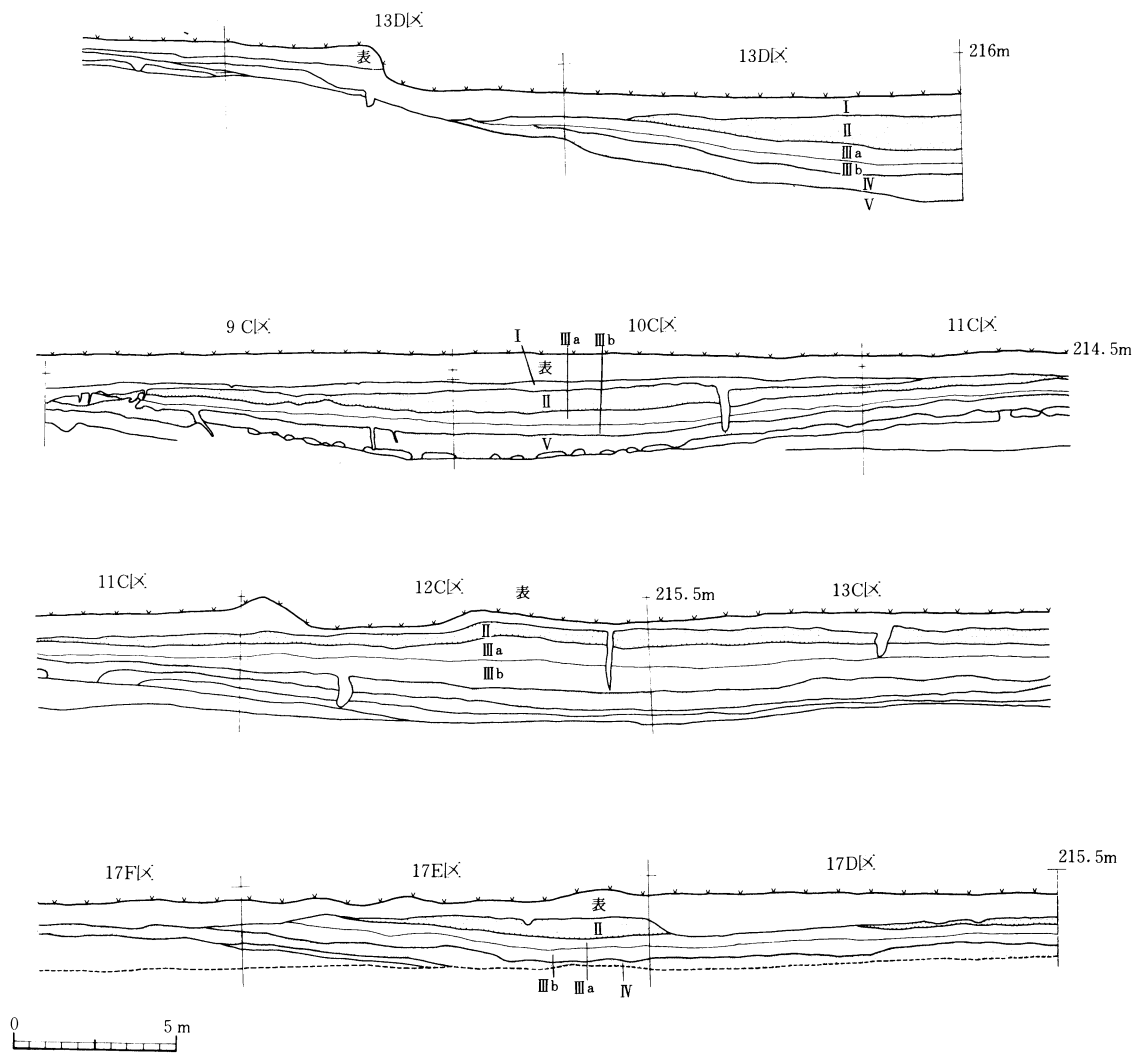 13D区
表
13D区
216m
I
II
IIIa
IIIb
IV
V
9C区
10C区
11C区
214.5m
I
IIIa
IIIb
表
II
V
11C区
12C区
表
215.5m
13C区
II
IIIa
IIIb
17F区
17E区
17D区
215.5m
表
II
IIIb
IIIa
IV
0
5m